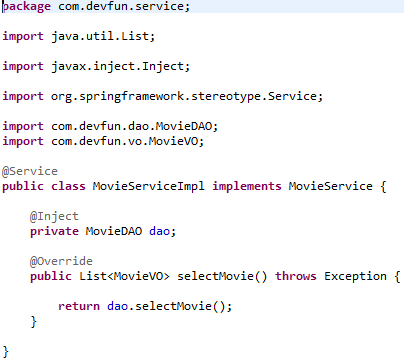 package com.devfun.service;
import java.util.List;
import javax.inject.Inject;
import org.springframework.stereotype.Service;
import com.devfun.dao.MovieDAO;
import com.devfun.vo.MovieVO;
@Service
public class MovieServiceImpl implements MovieService {
@Inject
private MovieDAO dao;
@Override
public List<MovieVO> selectMovie() throws Exception {
return dao.selectMovie();
}
}